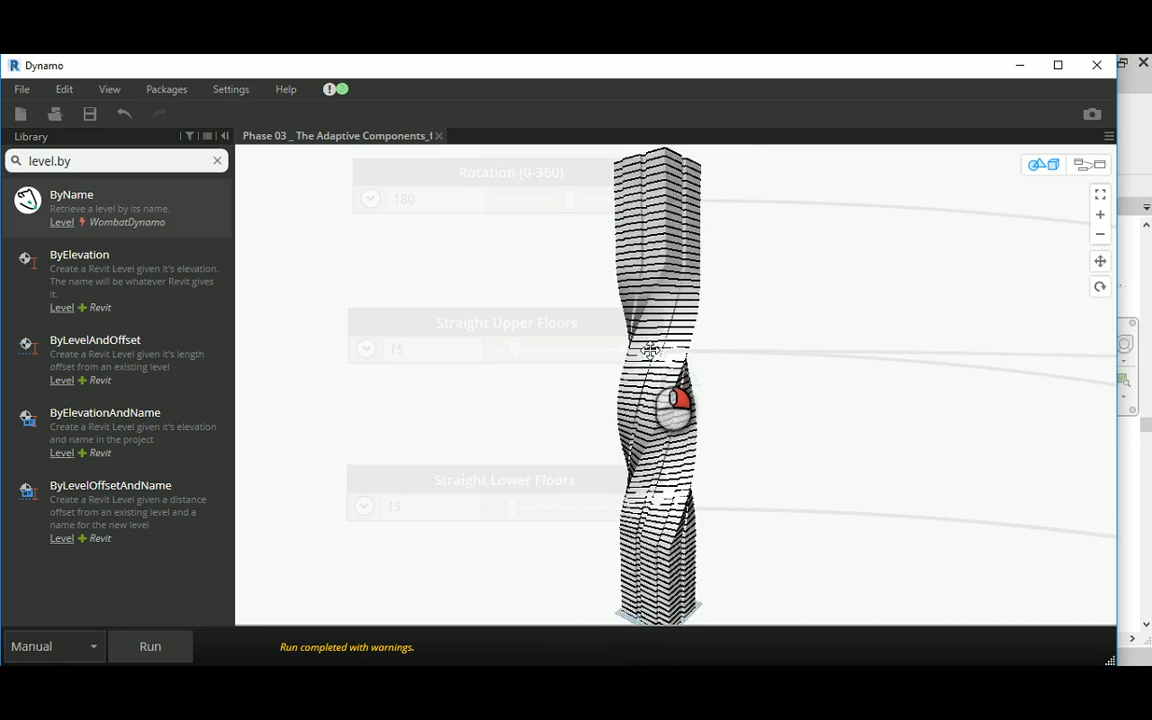 Dynamo
File Edit View Packages Settings Help
Library
Phase 03 _ The Adaptive Components_f
level.by
ByName
Retrieve a level by its name.
Level WombatDynamo
ByElevation
Create a Revit Level given it's elevation.
The name will be whatever Revit gives
it.
Level Revit
ByLevelAndOffset
Create a Revit Level given it's length
offset from an existing level
Level Revit
ByElevationAndName
Create a Revit Level given it's elevation
and name in the project
Level Revit
ByLevelOffsetAndName
Create a Revit Level given a distance
offset from an existing level and a
name for the new level
Level Revit
Rotation (0-360)
180
Straight Upper Floors
15
Straight Lower Floors
15
Manual
Run
Run completed with warnings.